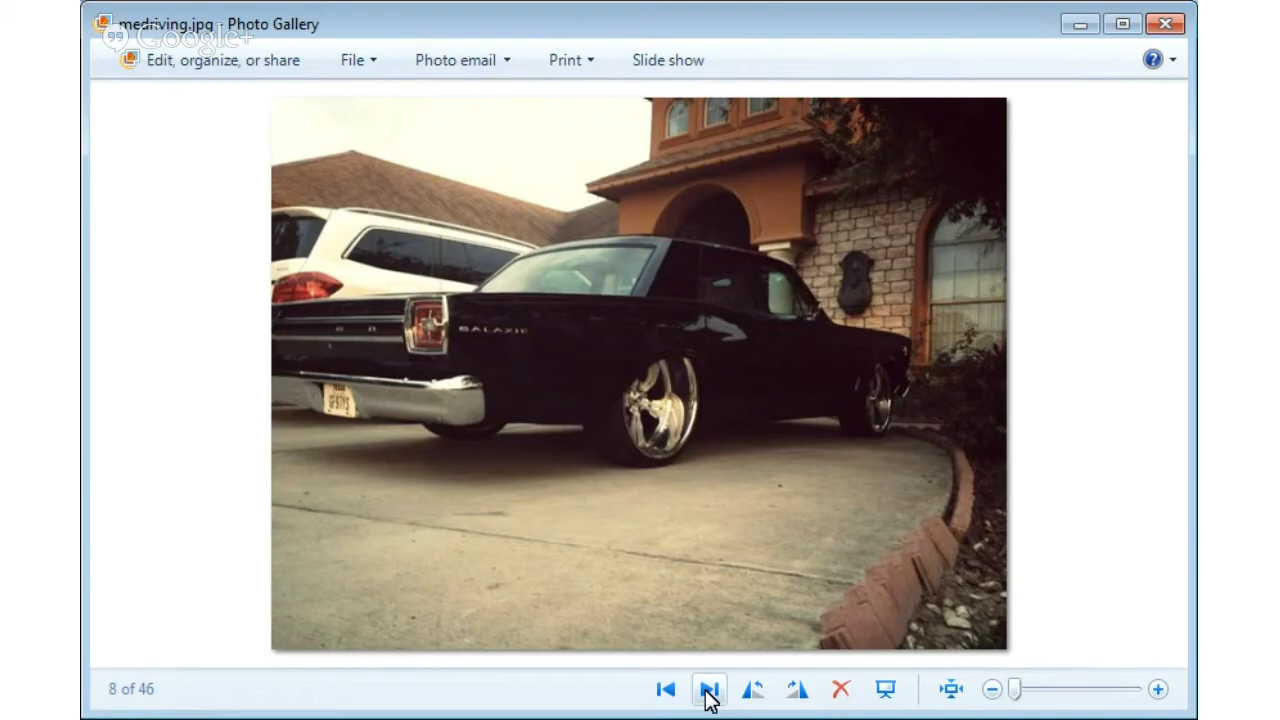 medriving.jpg - Photo Gallery
Google+
Edit, organize, or share File Photo email Print Slide show
GALAXIE
TEXAS
8 of 46